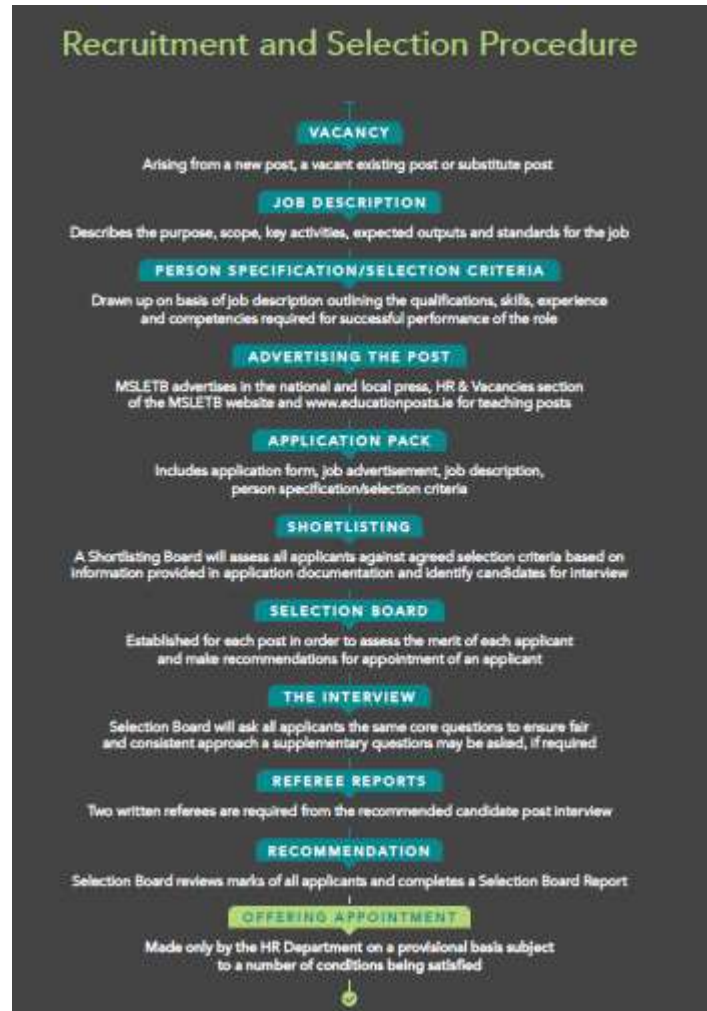 Recruitment and Selection Procedure
VACANCY
Arising from a new post, a vacant existing post or substitute post
JOB DESCRIPTION
Describes the purpose, scope, key activities, expected outputs and standards for the job
PERSON SPECIFICATION/SELECTION CRITERIA
Drawn up on basis of job description outlining the qualifications, skills, experience
and competencies required for successful performance of the role
ADVERTISING THE POST
MSLETB advertises in the national and local press, HR & Vacancies section
of the MSLETB website and www.educationposts.ie for teaching posts
APPLICATION PACK
Includes application form, job advertisement, job description,
person specification/selection criteria
SHORTLISTING
A Shortlisting Board will assess all applicants against agreed selection criteria based on
information provided in application documentation and identify candidates for interview
SELECTION BOARD
Established for each post in order to assess the merit of each applicant
and make recommendations for appointment of an applicant
THE INTERVIEW
Selection Board will ask all applicants the same core questions to ensure fair
and consistent approach a supplementary questions may be asked, if required
REFEREE REPORTS
Two written referees are required from the recommended candidate post interview
RECOMMENDATION
Selection Board reviews marks of all applicants and completes a Selection Board Report
OFFERING APPOINTMENT
Made only by the HR Department on a provisional basis subject
to a number of conditions being satisfied